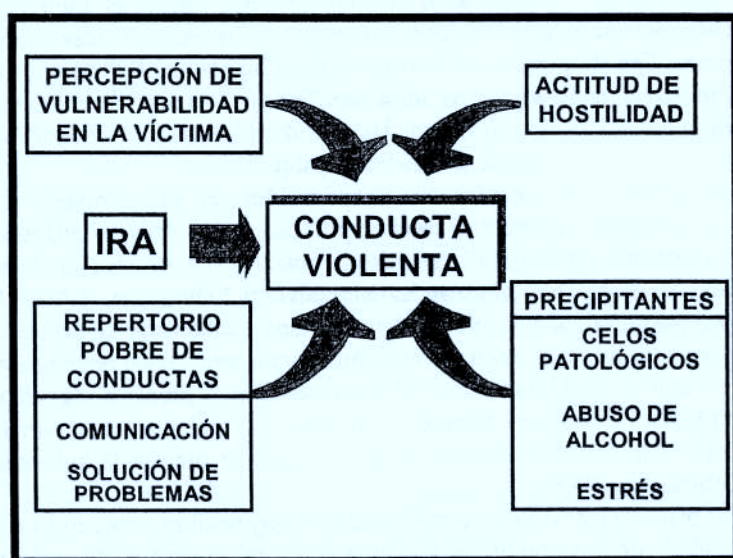 PERCEPCIÓN DE
VULNERABILIDAD
EN LA VÍCTIMA
ACTITUD DE
HOSTILIDAD
IRA
CONDUCTA
VIOLENTA
REPERTORIO
POBRE DE
CONDUCTAS
COMUNICACIÓN
SOLUCIÓN DE
PROBLEMAS
PRECIPITANTES
CELOS
PATOLÓGICOS
ABUSO DE
ALCOHOL
ESTRÉS